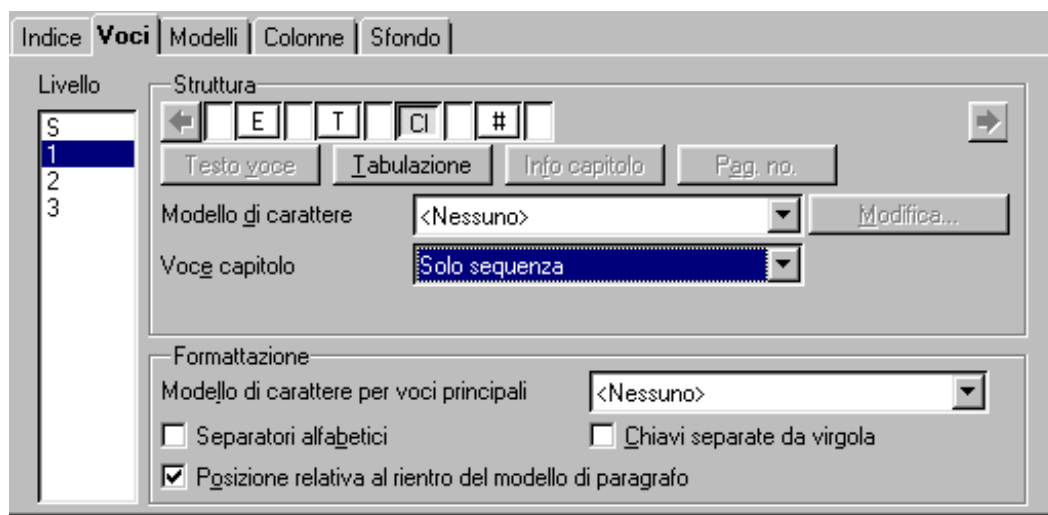 Indice Voci Modelli Colonne Sfondo
Livello Struttura
S
1
2
3
E T CI #
Testo voce Tabulazione Info capitolo Pag. no.
Modello di carattere <Nessuno> Modifica...
Voce capitolo Solo sequenza
Formattazione
Modello di carattere per voci principali <Nessuno>
Separatori alfabetici Chiavi separate da virgola
Posizione relativa al rientro del modello di paragrafo